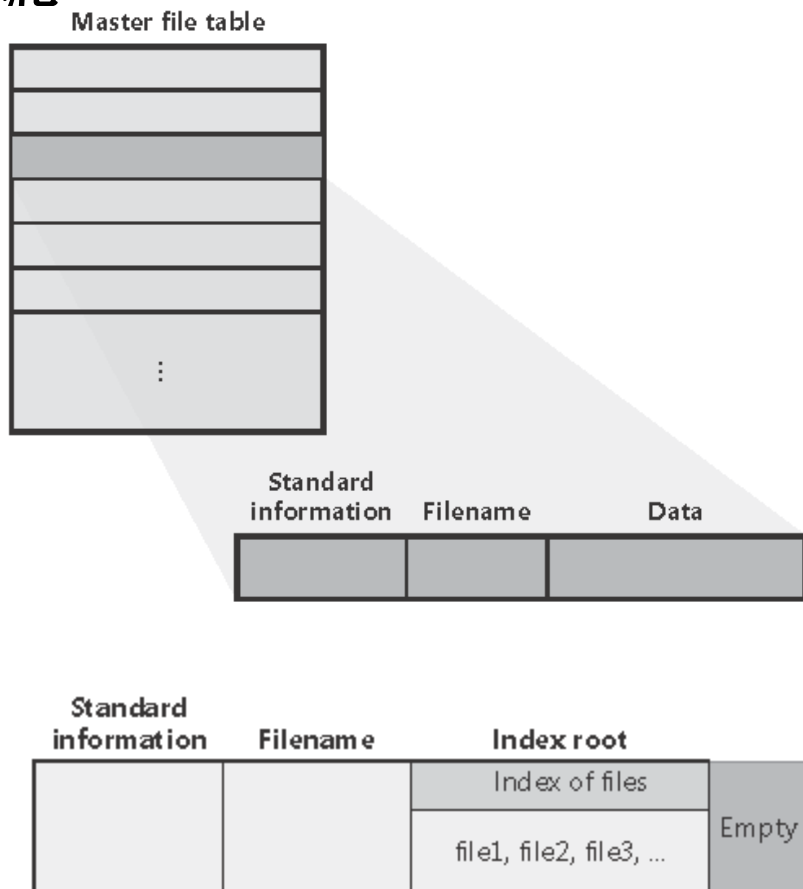 Master file table
⋮
Standard
information Filename Data
Standard
information Filename Index root
Index of files
Empty
file1, file2, file3, ...